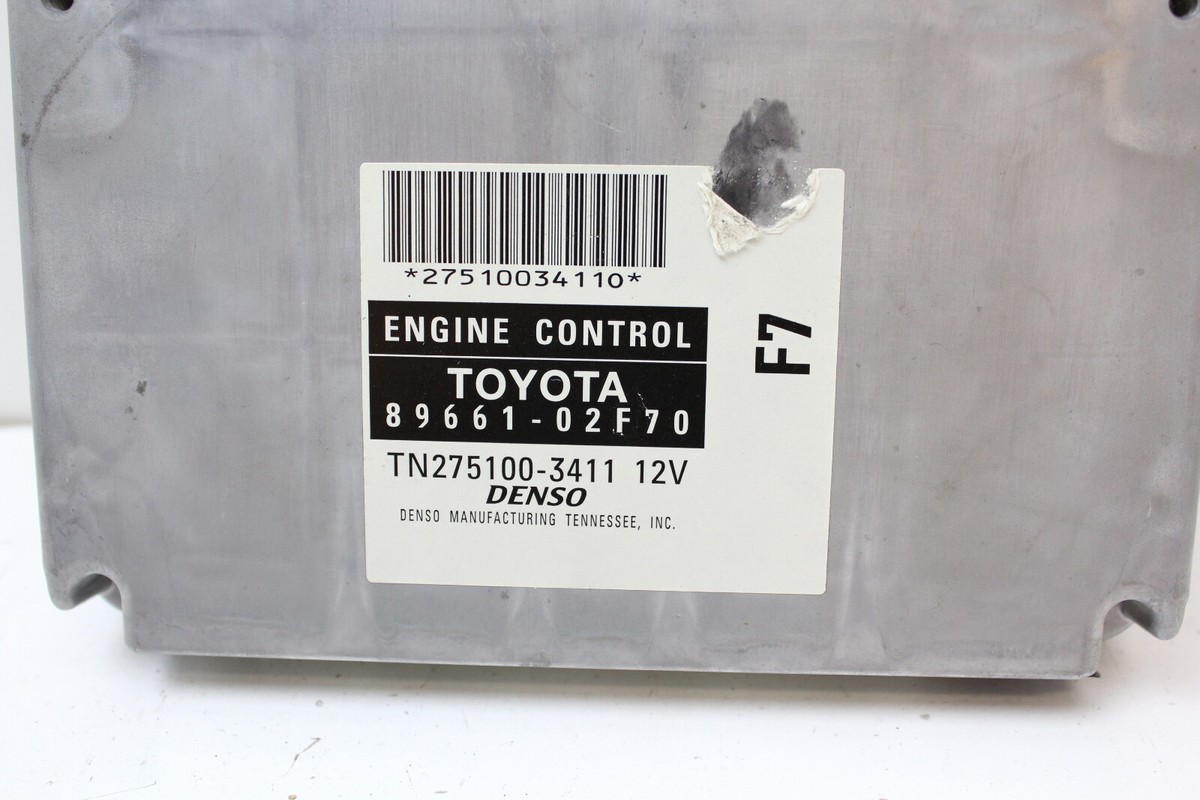 *27510034110*
ENGINE CONTROL
TOYOTA
89661-02F70
TN275100-3411 12V
DENSO
DENSO MANUFACTURING TENNESSEE, INC.
F7